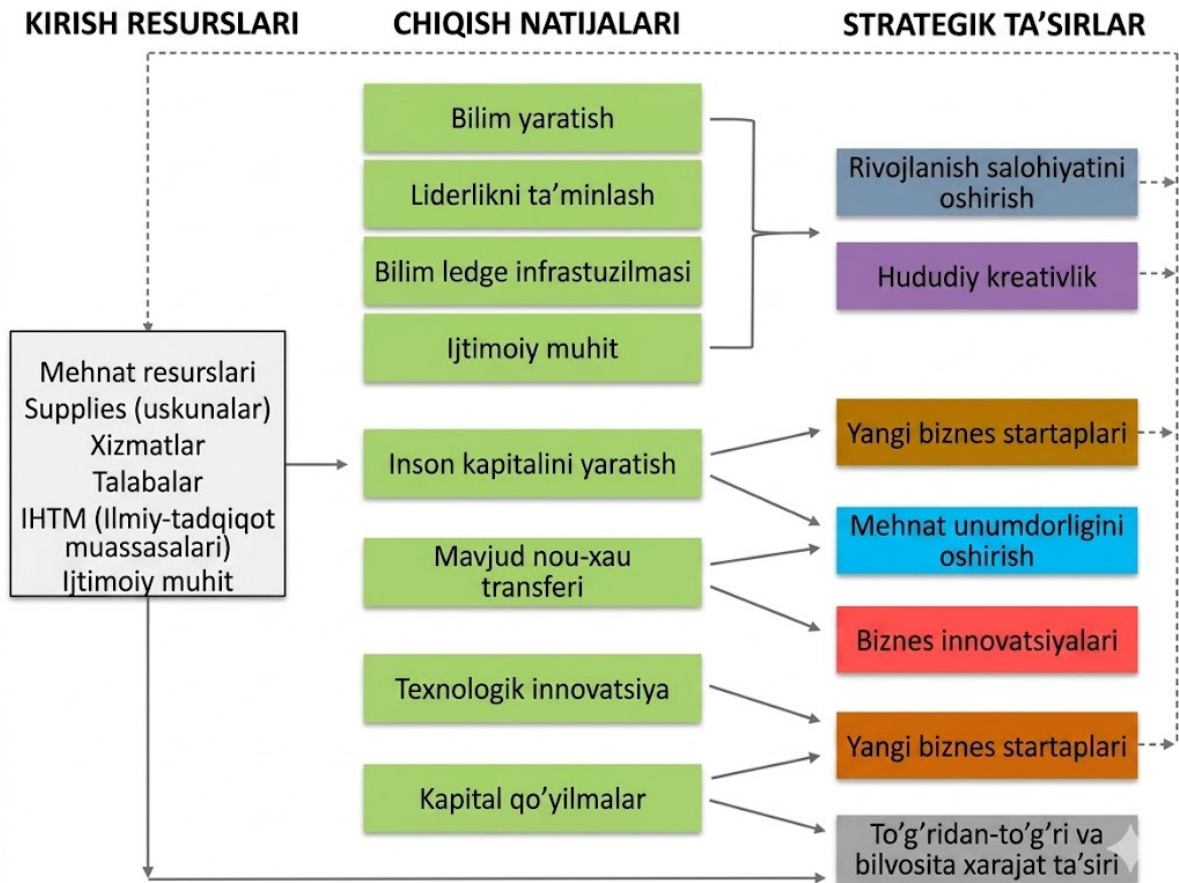 KIRISH RESURSLARI
CHIQISH NATIJALARI
STRATEGIK TA’SIRLAR
Mehnat resurslari
Supplies (uskunalar)
Xizmatlar
Talabalar
IHTM (Ilmiy-tadqiqot
muassasalari)
Ijtimoiy muhit
Bilim yaratish
Liderlikni ta’minlash
Bilim ledge infrastuzilmasi
Ijtimoiy muhit
Inson kapitalini yaratish
Mavjud nou-xau
transferi
Texnologik innovatsiya
Kapital qo’yilmalar
Rivojlanish salohiyatini
oshirish
Hududiy kreativlik
Yangi biznes startaplari
Mehnat unumdorligini
oshirish
Biznes innovatsiyalari
Yangi biznes startaplari
To’g’ridan-to’g’ri va
bilvosita xarajat ta’siri